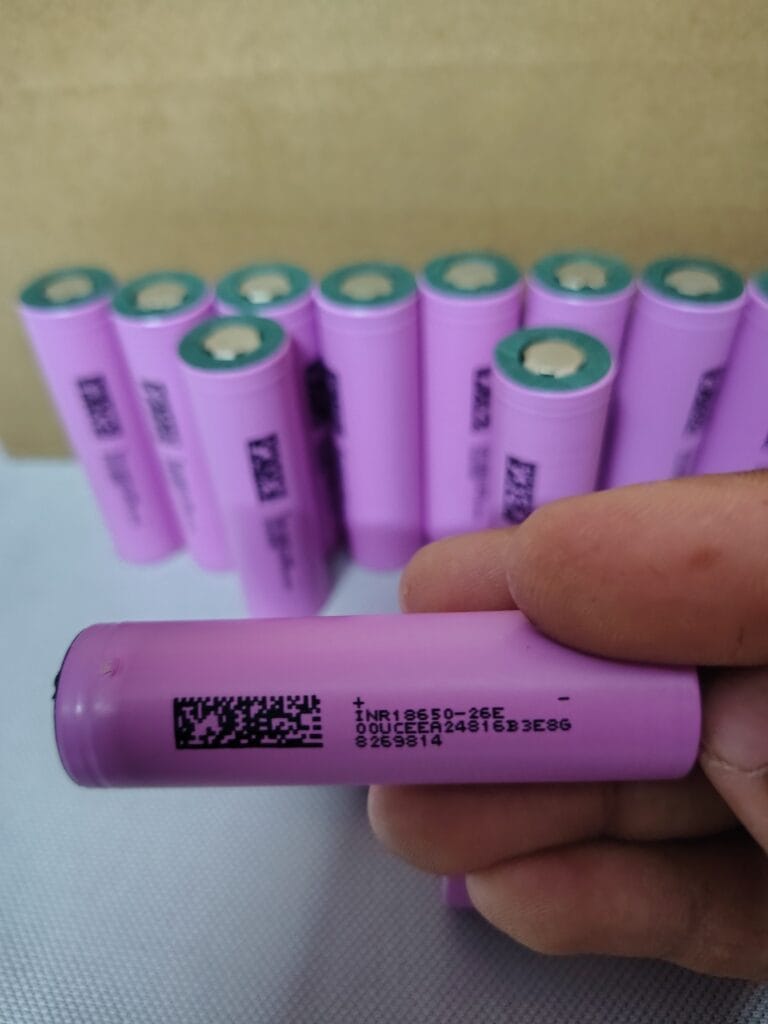 + −
INR18650-26E
00UCEEA24816B3E8G
8269814